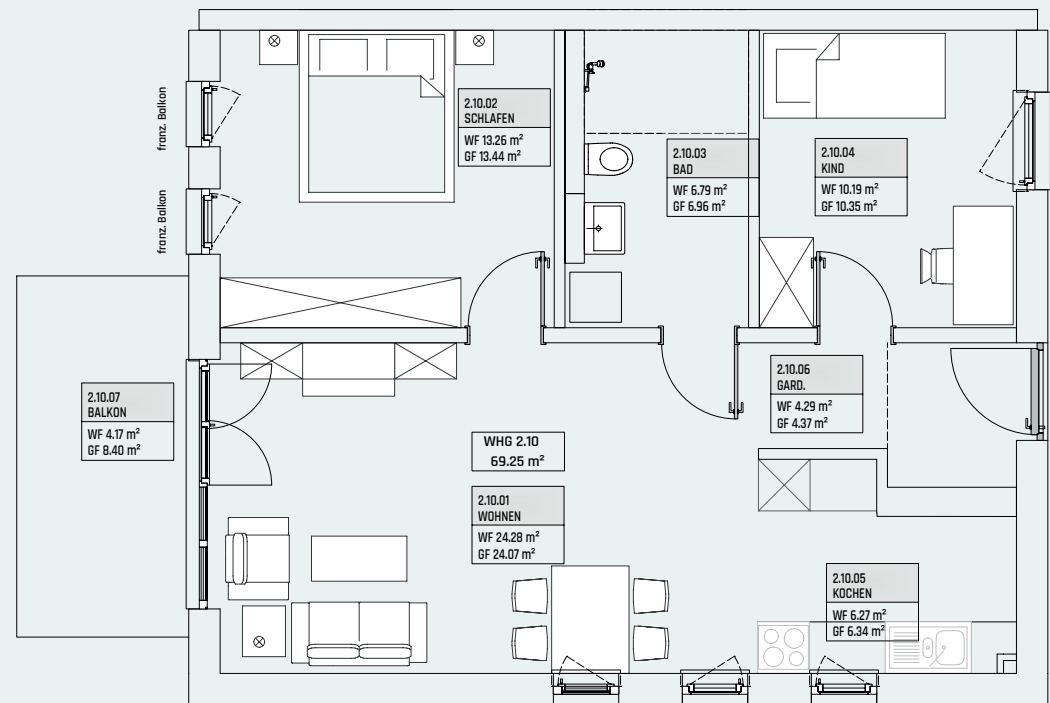 franz. Balkon
franz. Balkon
2.10.02
SCHLAFEN
WF 13.26 m²
GF 13.44 m²
2.10.03
BAD
WF 6.79 m²
GF 6.96 m²
2.10.04
KIND
WF 10.19 m²
GF 10.35 m²
2.10.07
BALKON
WF 4.17 m²
GF 8.40 m²
2.10.06
GARD.
WF 4.29 m²
GF 4.37 m²
WHG 2.10
69.25 m²
2.10.01
WOHNEN
WF 24.28 m²
GF 24.07 m²
2.10.05
KOCHEN
WF 6.27 m²
GF 6.34 m²